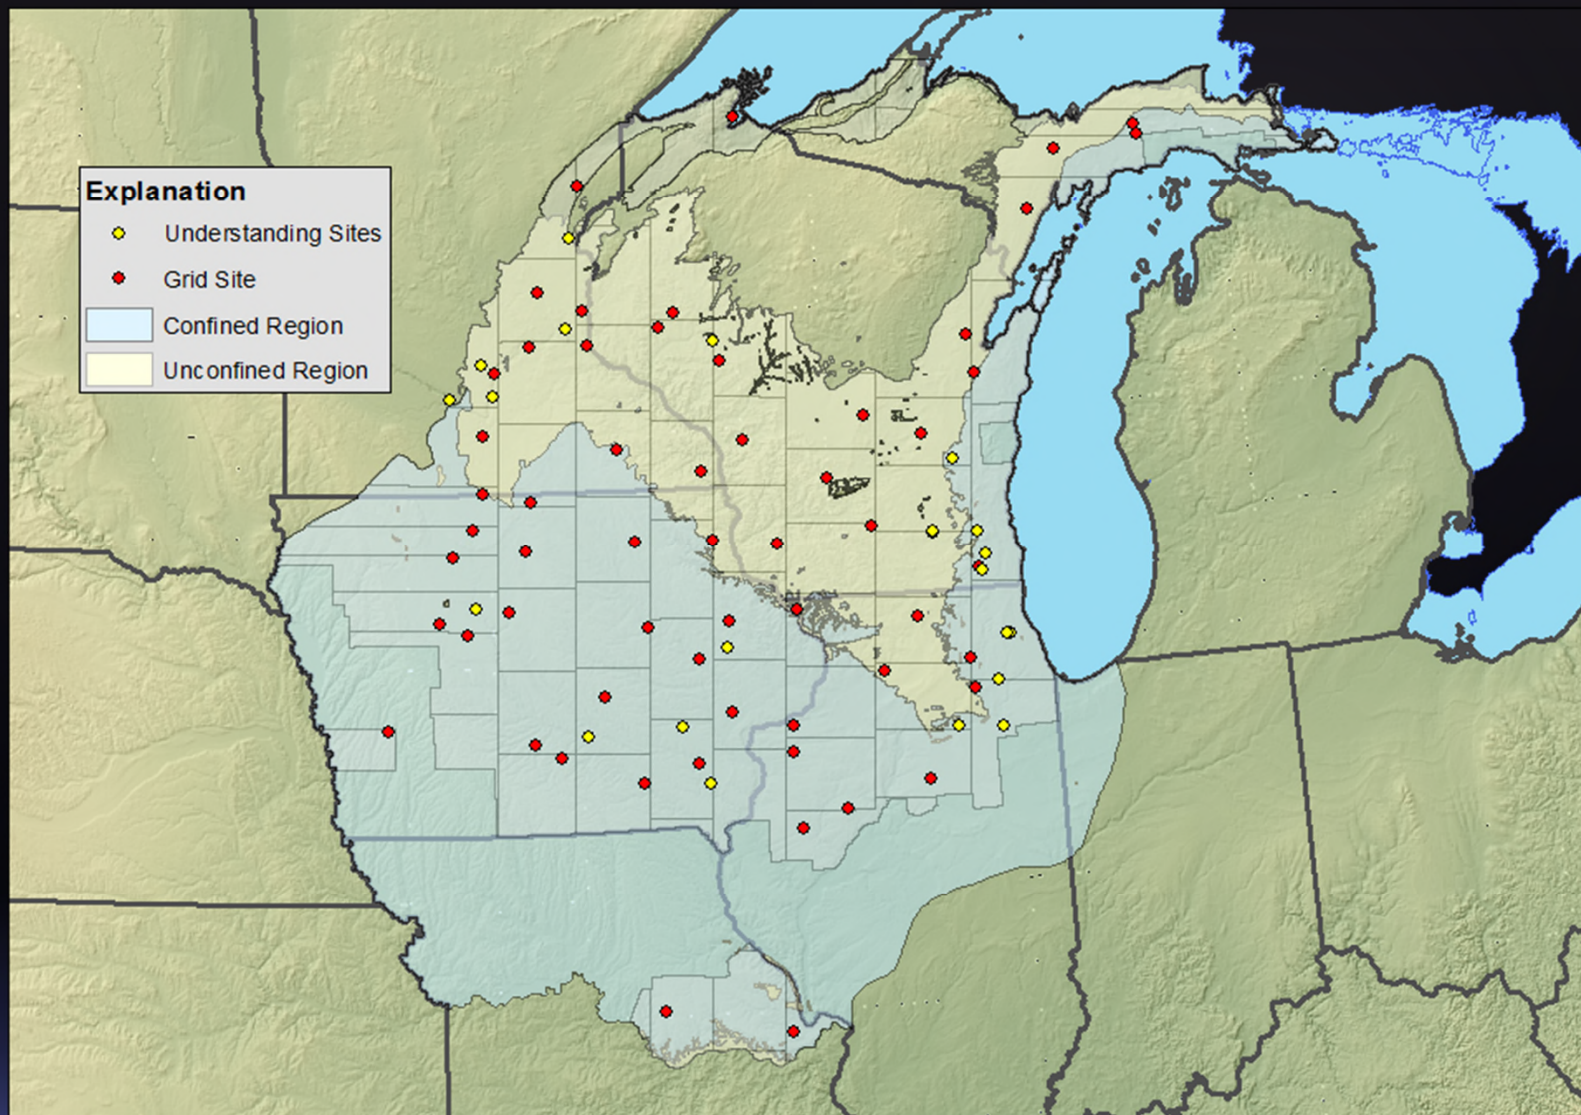 Explanation
Understanding Sites
Grid Site
Confined Region
Unconfined Region